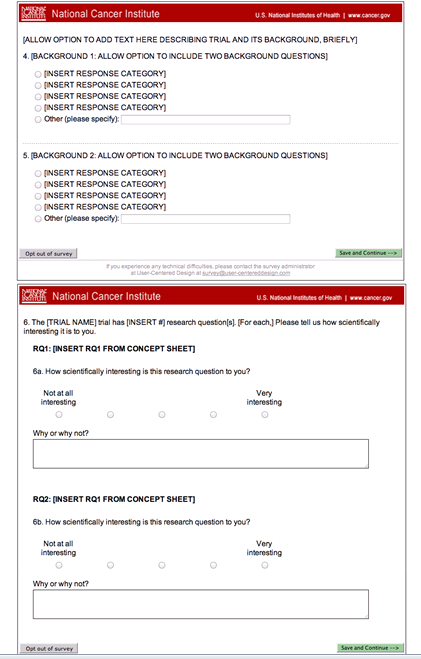 NATIONAL
CANCER
INSTITUTE
National Cancer Institute
U.S. National Institutes of Health | www.cancer.gov
[ALLOW OPTION TO ADD TEXT HERE DESCRIBING TRIAL AND ITS BACKGROUND, BRIEFLY]
4. [BACKGROUND 1: ALLOW OPTION TO INCLUDE TWO BACKGROUND QUESTIONS]
[INSERT RESPONSE CATEGORY]
[INSERT RESPONSE CATEGORY]
[INSERT RESPONSE CATEGORY]
[INSERT RESPONSE CATEGORY]
Other (please specify):
5. [BACKGROUND 2: ALLOW OPTION TO INCLUDE TWO BACKGROUND QUESTIONS]
[INSERT RESPONSE CATEGORY]
[INSERT RESPONSE CATEGORY]
[INSERT RESPONSE CATEGORY]
[INSERT RESPONSE CATEGORY]
Other (please specify):
Opt out of survey
Save and Continue -->
If you experience any technical difficulties, please contact the survey administrator
at User-Centered Design at survey@user-centereddesign.com
NATIONAL
CANCER
INSTITUTE
National Cancer Institute
U.S. National Institutes of Health | www.cancer.gov
6. The [TRIAL NAME] trial has [INSERT #] research question[s]. [For each,] Please tell us how scientifically
interesting it is to you.
RQ1: [INSERT RQ1 FROM CONCEPT SHEET]
6a. How scientifically interesting is this research question to you?
Not at all
interesting
Very
interesting
Why or why not?
RQ2: [INSERT RQ1 FROM CONCEPT SHEET]
6b. How scientifically interesting is this research question to you?
Not at all
interesting
Very
interesting
Why or why not?
Opt out of survey
Save and Continue -->